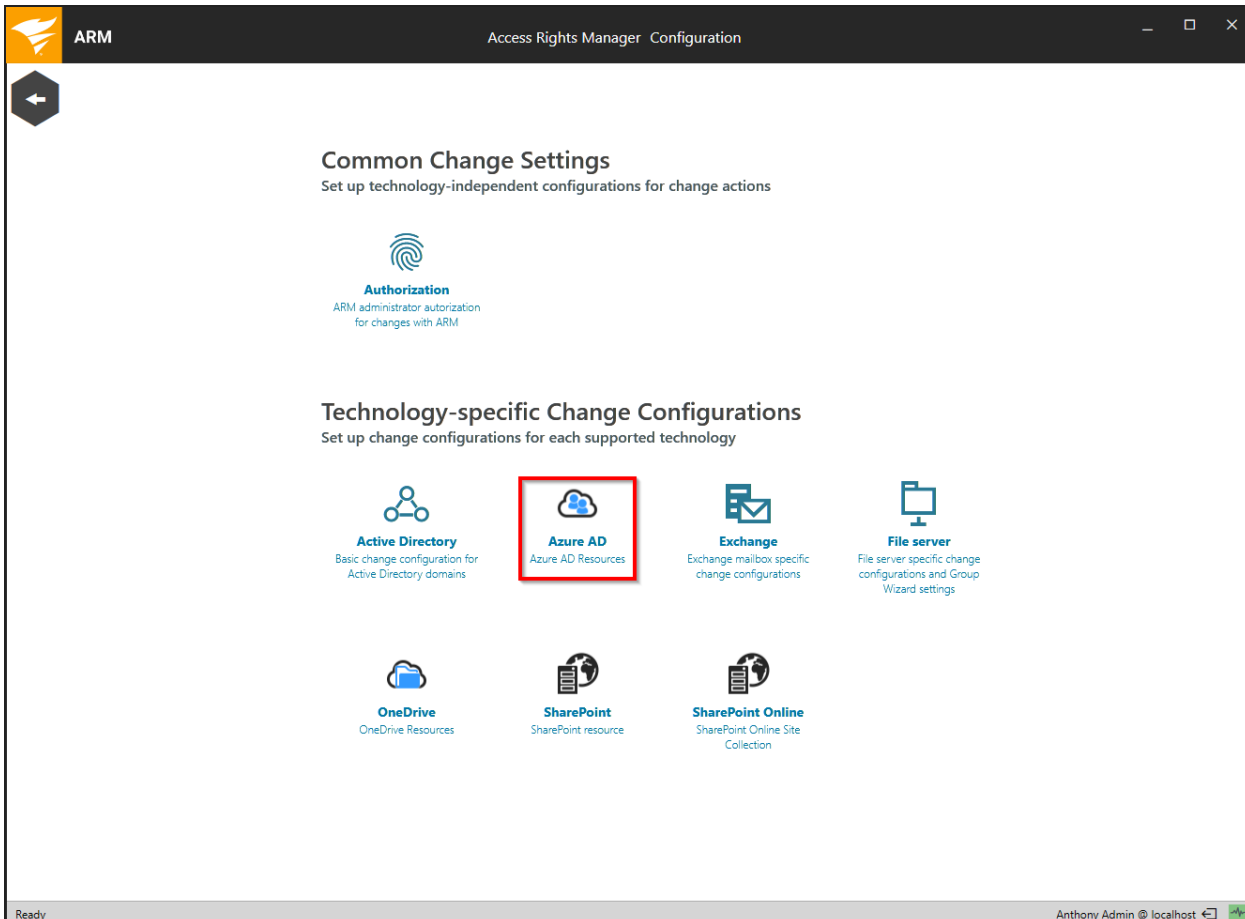 ARM
Access Rights Manager Configuration
Common Change Settings
Set up technology-independent configurations for change actions
Authorization
ARM administrator autorization
for changes with ARM
Technology-specific Change Configurations
Set up change configurations for each supported technology
Active Directory
Basic change configuration for
Active Directory domains
Azure AD
Azure AD Resources
Exchange
Exchange mailbox specific
change configurations
File server
File server specific change
configurations and Group
Wizard settings
OneDrive
OneDrive Resources
SharePoint
SharePoint resource
SharePoint Online
SharePoint Online Site
Collection
Ready
Anthony Admin @ localhost